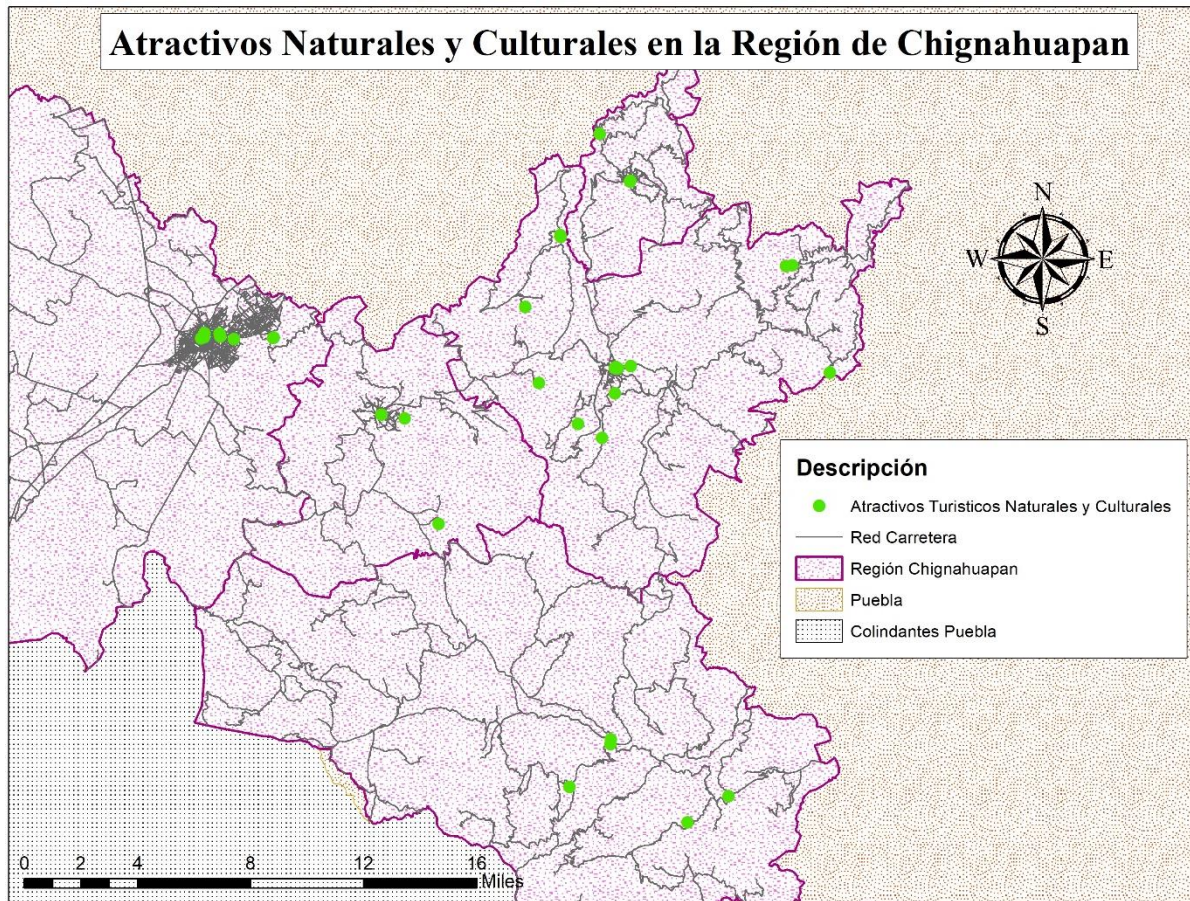 Atractivos Naturales y Culturales en la Región de Chignahuapan
N
W E
S
Descripción
Atractivos Turisticos Naturales y Culturales
Red Carretera
Región Chignahuapan
Puebla
Colindantes Puebla
0 2 4 8 12 16
Miles